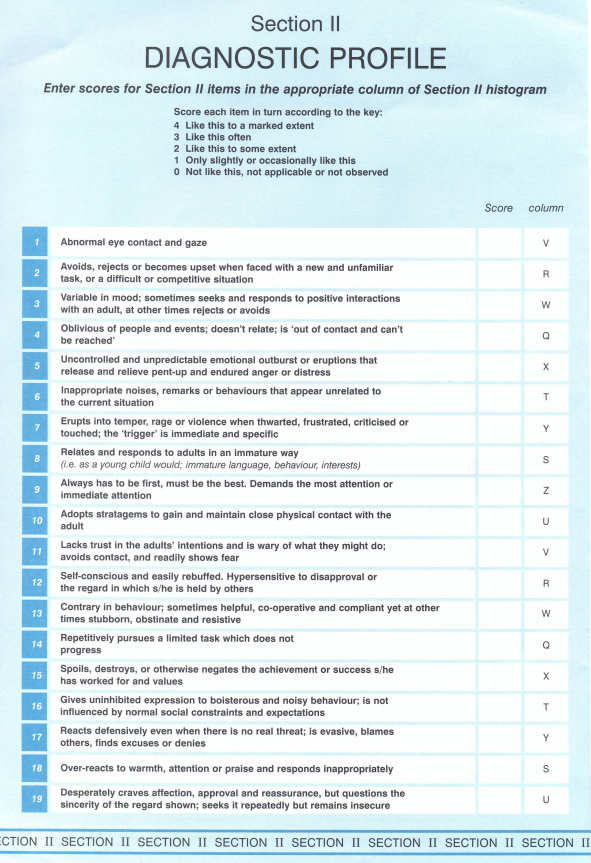 Section II
DIAGNOSTIC PROFILE
Enter scores for Section II items in the appropriate column of Section II histogram
Score each item in turn according to the key:
4 Like this to a marked extent
3 Like this often
2 Like this to some extent
1 Only slightly or occasionally like this
0 Not like this, not applicable or not observed
Score column
1 Abnormal eye contact and gaze V
2 Avoids, rejects or becomes upset when faced with a new and unfamiliar
task, or a difficult or competitive situation R
3 Variable in mood; sometimes seeks and responds to positive interactions
with an adult, at other times rejects or avoids W
4 Oblivious of people and events; doesn't relate; is 'out of contact and can't
be reached' Q
5 Uncontrolled and unpredictable emotional outburst or eruptions that
release and relieve pent-up and endured anger or distress X
6 Inappropriate noises, remarks or behaviours that appear unrelated to
the current situation T
7 Erupts into temper, rage or violence when thwarted, frustrated, criticised or
touched; the 'trigger' is immediate and specific Y
8 Relates and responds to adults in an immature way
(i.e. as a young child would; immature language, behaviour, interests) S
9 Always has to be first, must be the best. Demands the most attention or
immediate attention Z
10 Adopts stratagems to gain and maintain close physical contact with the
adult U
11 Lacks trust in the adults' intentions and is wary of what they might do;
avoids contact, and readily shows fear V
12 Self-conscious and easily rebuffed. Hypersensitive to disapproval or
the regard in which s/he is held by others R
13 Contrary in behaviour; sometimes helpful, co-operative and compliant yet at other
times stubborn, obstinate and resistive W
14 Repetitively pursues a limited task which does not
progress Q
15 Spoils, destroys, or otherwise negates the achievement or success s/he
has worked for and values X
16 Gives uninhibited expression to boisterous and noisy behaviour; is not
influenced by normal social constraints and expectations T
17 Reacts defensively even when there is no real threat; is evasive, blames
others, finds excuses or denies Y
18 Over-reacts to warmth, attention or praise and responds inappropriately S
19 Desperately craves affection, approval and reassurance, but questions the
sincerity of the regard shown; seeks it repeatedly but remains insecure U
CTION II SECTION II SECTION II SECTION II SECTION II SECTION II SECTION II SECTION II